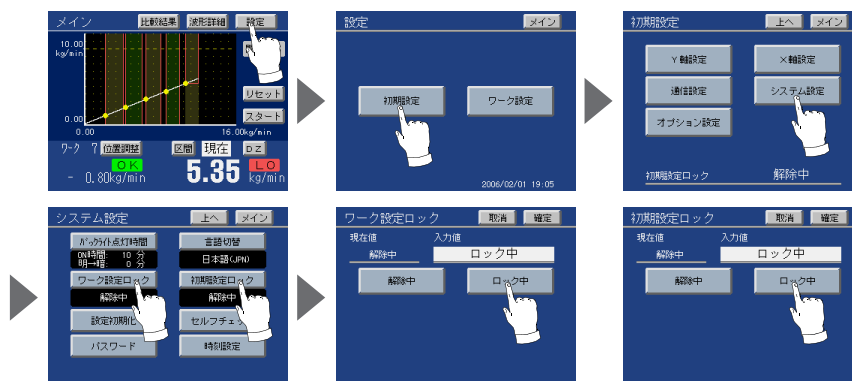 メイン 比較結果 波形詳細 設定
10.00
kg/min
リセット
スタート
0.00
0.00 16.00kg/min
ワーク 7 位置調整 区間 現在 DZ
OK LO
- 0.80kg/min 5.35 kg/min
設定 メイン
初期設定 ワーク設定
2006/02/01 19:05
初期設定 上へ メイン
Y軸設定 X軸設定
通信設定 システム設定
オプション設定
初期設定ロック 解除中
システム設定 上へ メイン
バックライト点灯時間 言語切替
ON時間: 10 分 日本語(JPN)
明→暗: 0 分
ワーク設定ロック 初期設定ロック
解除中 解除中
設定初期化 セルフチェ
パスワード 時刻設定
ワーク設定ロック 取消 確定
現在値 入力値
解除中 ロック中
解除中 ロック中
初期設定ロック 取消 確定
現在値 入力値
解除中 ロック中
解除中 ロック中